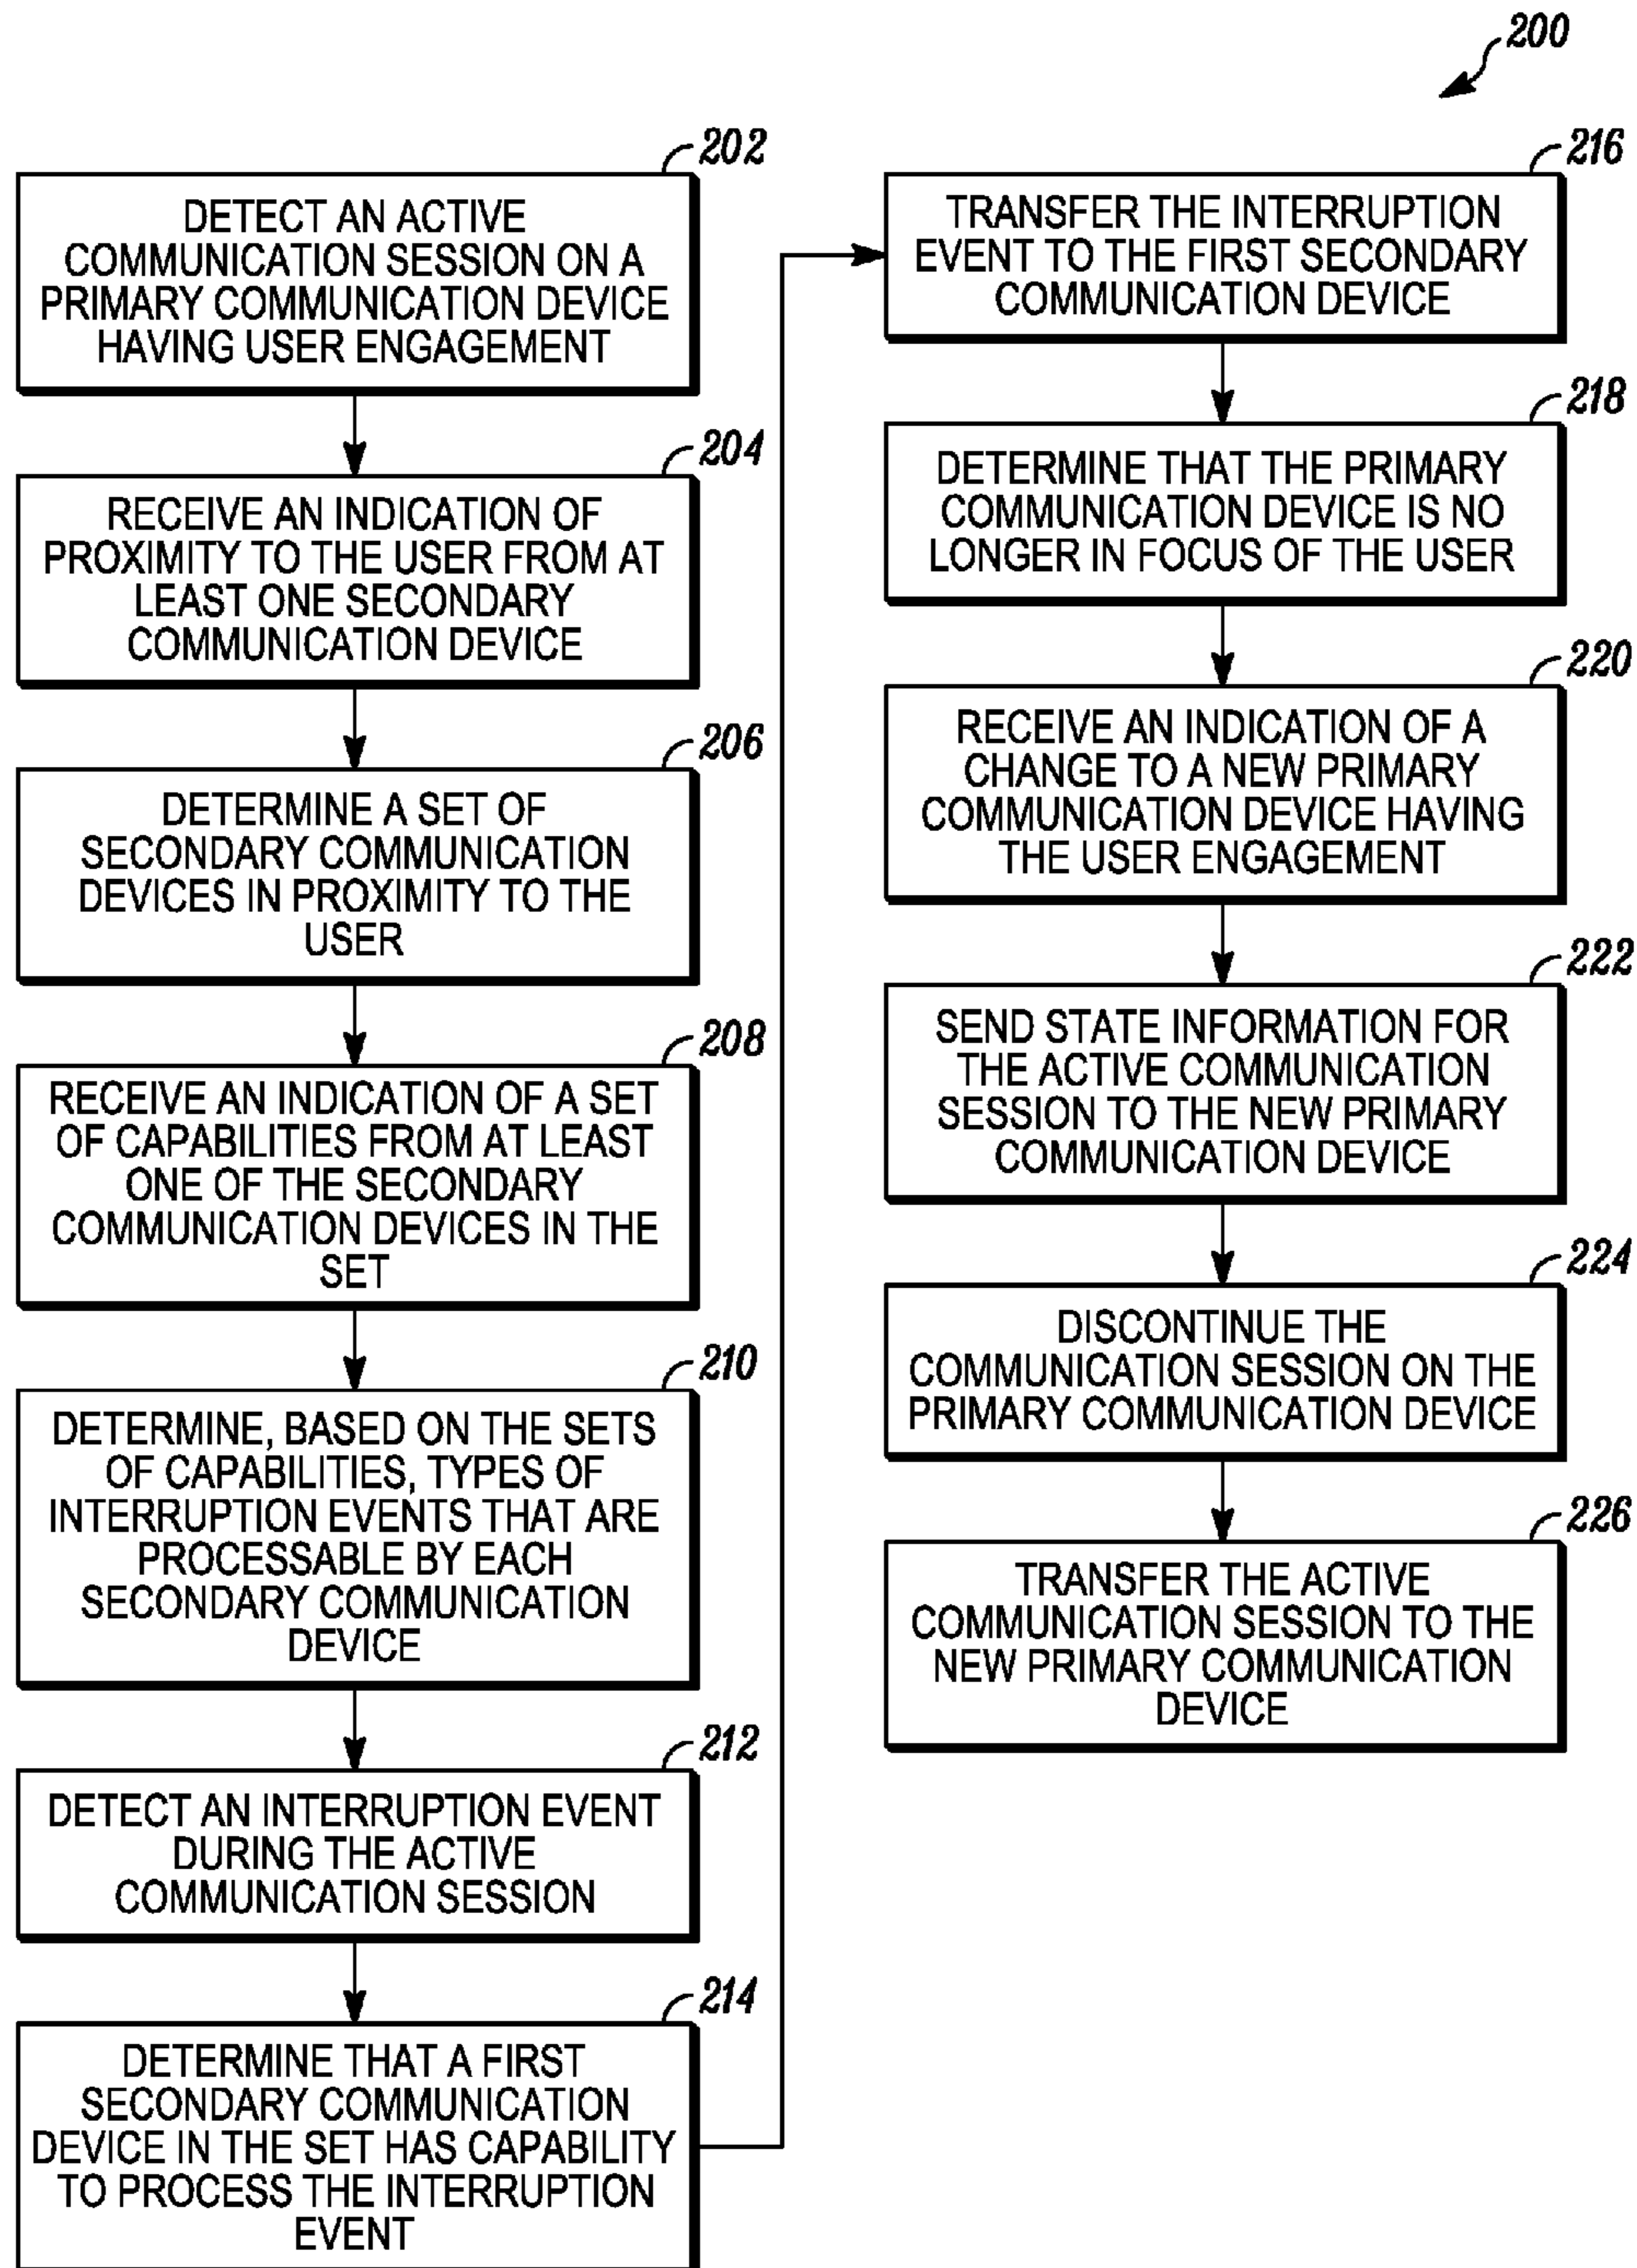 200
202
DETECT AN ACTIVE
COMMUNICATION SESSION ON A
PRIMARY COMMUNICATION DEVICE
HAVING USER ENGAGEMENT
204
RECEIVE AN INDICATION OF
PROXIMITY TO THE USER FROM AT
LEAST ONE SECONDARY
COMMUNICATION DEVICE
206
DETERMINE A SET OF
SECONDARY COMMUNICATION
DEVICES IN PROXIMITY TO THE
USER
208
RECEIVE AN INDICATION OF A SET
OF CAPABILITIES FROM AT LEAST
ONE OF THE SECONDARY
COMMUNICATION DEVICES IN THE
SET
210
DETERMINE, BASED ON THE SETS
OF CAPABILITIES, TYPES OF
INTERRUPTION EVENTS THAT ARE
PROCESSABLE BY EACH
SECONDARY COMMUNICATION
DEVICE
212
DETECT AN INTERRUPTION EVENT
DURING THE ACTIVE
COMMUNICATION SESSION
214
DETERMINE THAT A FIRST
SECONDARY COMMUNICATION
DEVICE IN THE SET HAS CAPABILITY
TO PROCESS THE INTERRUPTION
EVENT
216
TRANSFER THE INTERRUPTION
EVENT TO THE FIRST SECONDARY
COMMUNICATION DEVICE
218
DETERMINE THAT THE PRIMARY
COMMUNICATION DEVICE IS NO
LONGER IN FOCUS OF THE USER
220
RECEIVE AN INDICATION OF A
CHANGE TO A NEW PRIMARY
COMMUNICATION DEVICE HAVING
THE USER ENGAGEMENT
222
SEND STATE INFORMATION FOR
THE ACTIVE COMMUNICATION
SESSION TO THE NEW PRIMARY
COMMUNICATION DEVICE
224
DISCONTINUE THE
COMMUNICATION SESSION ON THE
PRIMARY COMMUNICATION DEVICE
226
TRANSFER THE ACTIVE
COMMUNICATION SESSION TO THE
NEW PRIMARY COMMUNICATION
DEVICE